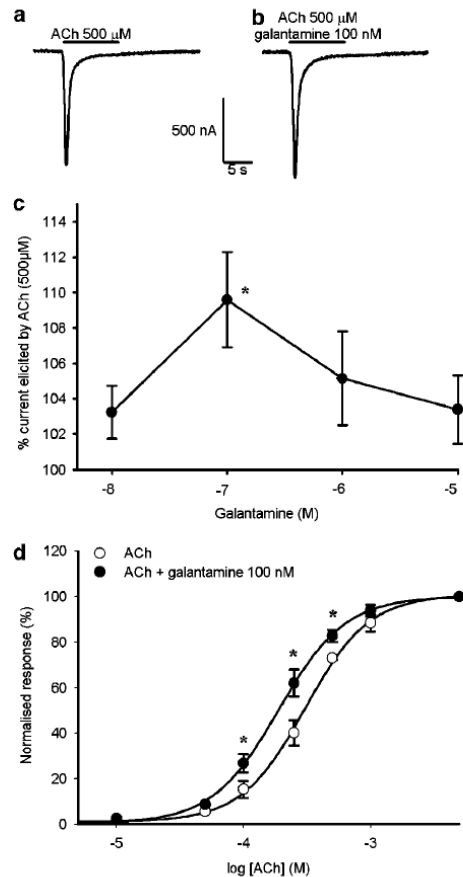 a
ACh 500 µM
b
ACh 500 µM
galantamine 100 nM
500 nA
5 s
c
% current elicited by ACh (500µM)
114
112
110
108
106
104
102
100
*
-8
-7
-6
-5
Galantamine (M)
d
ACh
ACh + galantamine 100 nM
Normalised response (%)
120
100
80
60
40
20
0
*
*
*
-5
-4
-3
log [ACh] (M)